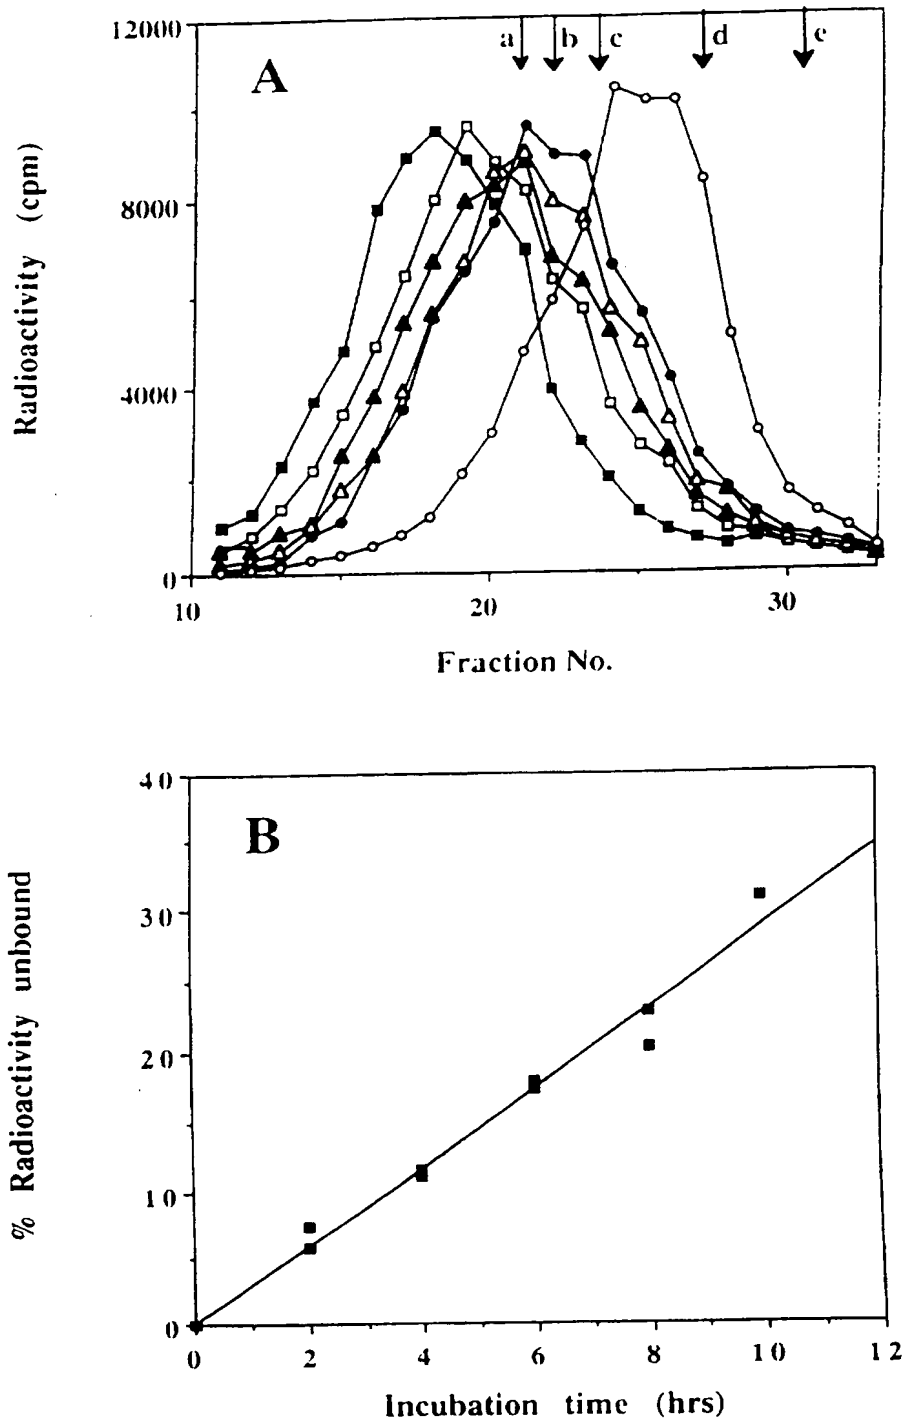 12000
a b c d e
A
8000
Radioactivity (cpm)
4000
0
10 20 30
Fraction No.
40
B
30
% Radioactivity unbound
20
10
0
0 2 4 6 8 10 12
Incubation time (hrs)